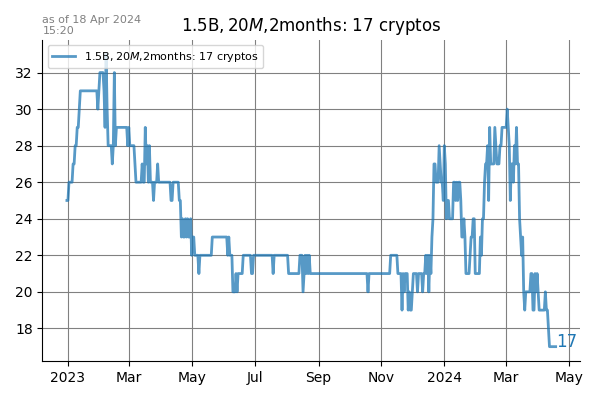 as of 18 Apr 2024
15:20
1.5B, 20M,2months: 17 cryptos
1.5B, 20M,2months: 17 cryptos
32
30
28
26
24
22
20
18
17
2023 Mar May Jul Sep Nov 2024 Mar May